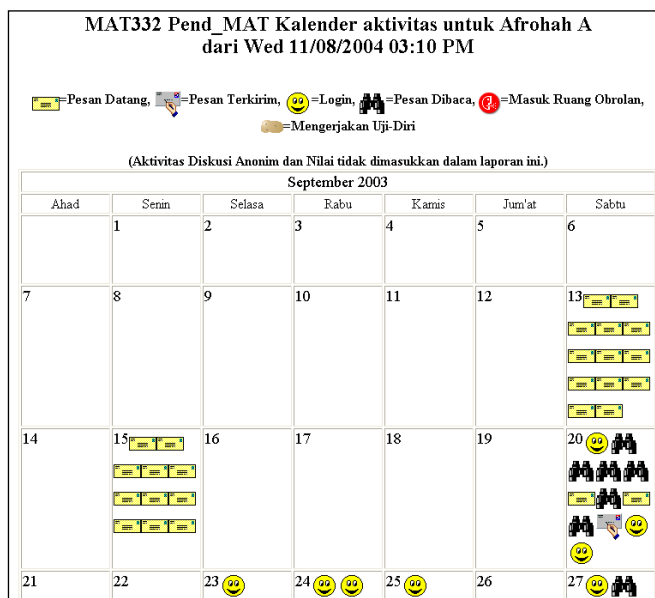 MAT332 Pend_MAT Kalender aktivitas untuk Afrohah A
dari Wed 11/08/2004 03:10 PM
=Pesan Datang, =Pesan Terkirim, =Login, =Pesan Dibaca, =Masuk Ruang Obrolan,
=Mengerjakan Uji-Diri
(Aktivitas Diskusi Anonim dan Nilai tidak dimasukkan dalam laporan ini.)
September 2003
Ahad Senin Selasa Rabu Kamis Jum'at Sabtu
1 2 3 4 5 6
7 8 9 10 11 12 13
14 15 16 17 18 19 20
21 22 23 24 25 26 27